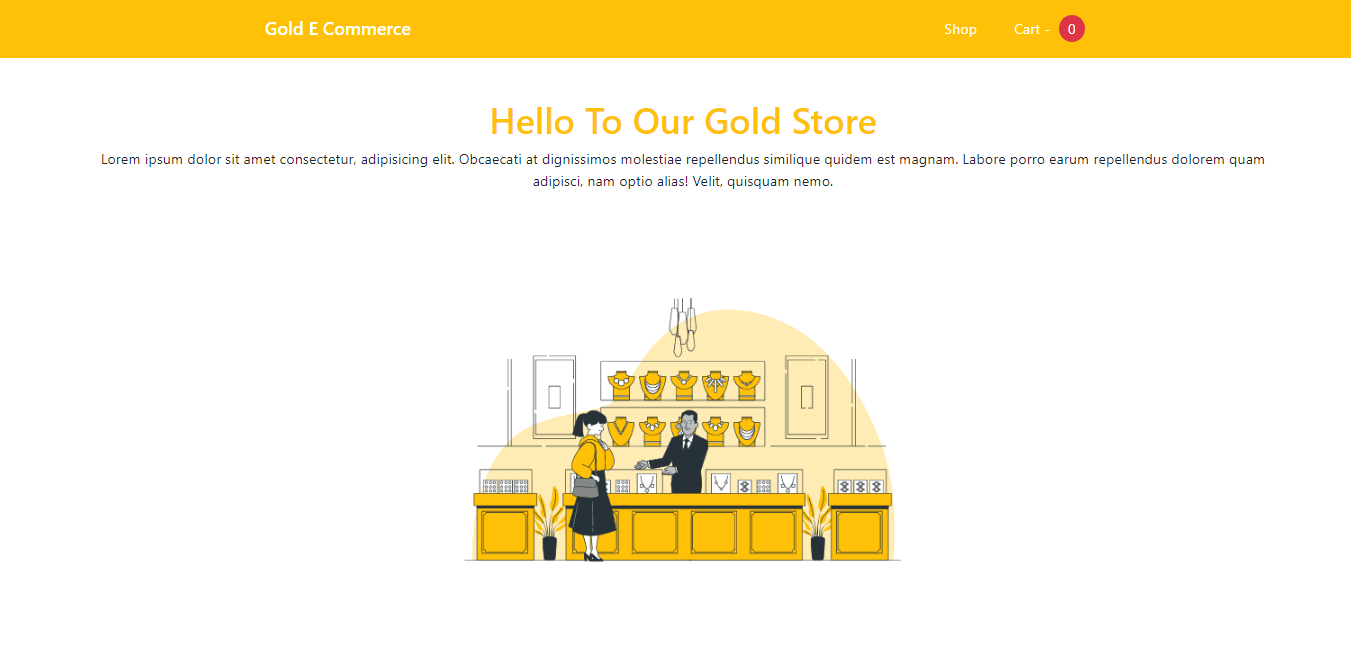 Gold E Commerce
Shop
Cart -
0
Hello To Our Gold Store
Lorem ipsum dolor sit amet consectetur, adipisicing elit. Obcaecati at dignissimos molestiae repellendus similique quidem est magnam. Labore porro earum repellendus dolorem quam
adipisci, nam optio alias! Velit, quisquam nemo.